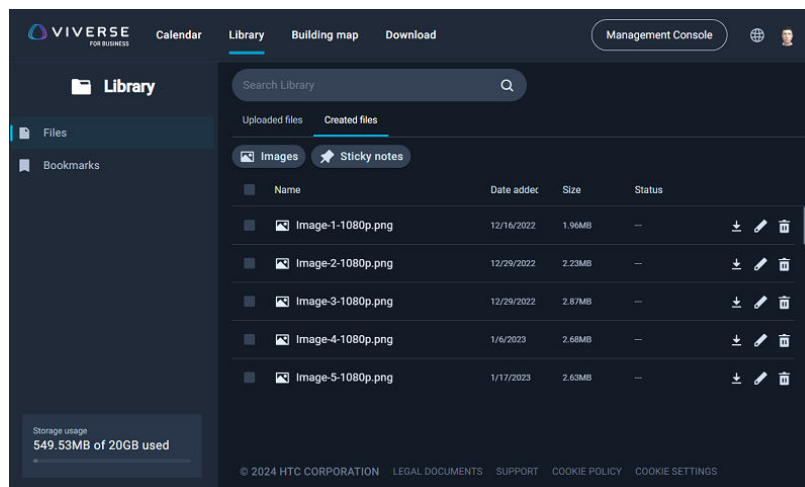 VIVERSE
FOR BUSINESS
Calendar Library Building map Download Management Console
Library
Files
Bookmarks
Storage usage
549.53MB of 20GB used
Search Library
Uploaded files Created files
Images Sticky notes
Name Date addec Size Status
Image-1-1080p.png 12/16/2022 1.96MB --
Image-2-1080p.png 12/29/2022 2.23MB --
Image-3-1080p.png 12/29/2022 2.87MB --
Image-4-1080p.png 1/6/2023 2.68MB --
Image-5-1080p.png 1/17/2023 2.63MB --
© 2024 HTC CORPORATION LEGAL DOCUMENTS SUPPORT COOKIE POLICY COOKIE SETTINGS